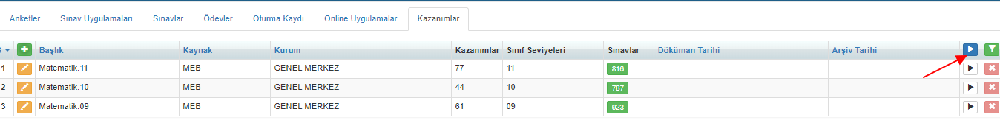 Anketler Sınav Uygulamaları Sınavlar Ödevler Oturma Kaydı Online Uygulamalar Kazanımlar
Başlık Kaynak Kurum Kazanımlar Sınıf Seviyeleri Sınavlar Döküman Tarihi Arşiv Tarihi
1 Matematik.11 MEB GENEL MERKEZ 77 11 816
2 Matematik.10 MEB GENEL MERKEZ 44 10 787
3 Matematik.09 MEB GENEL MERKEZ 61 09 923